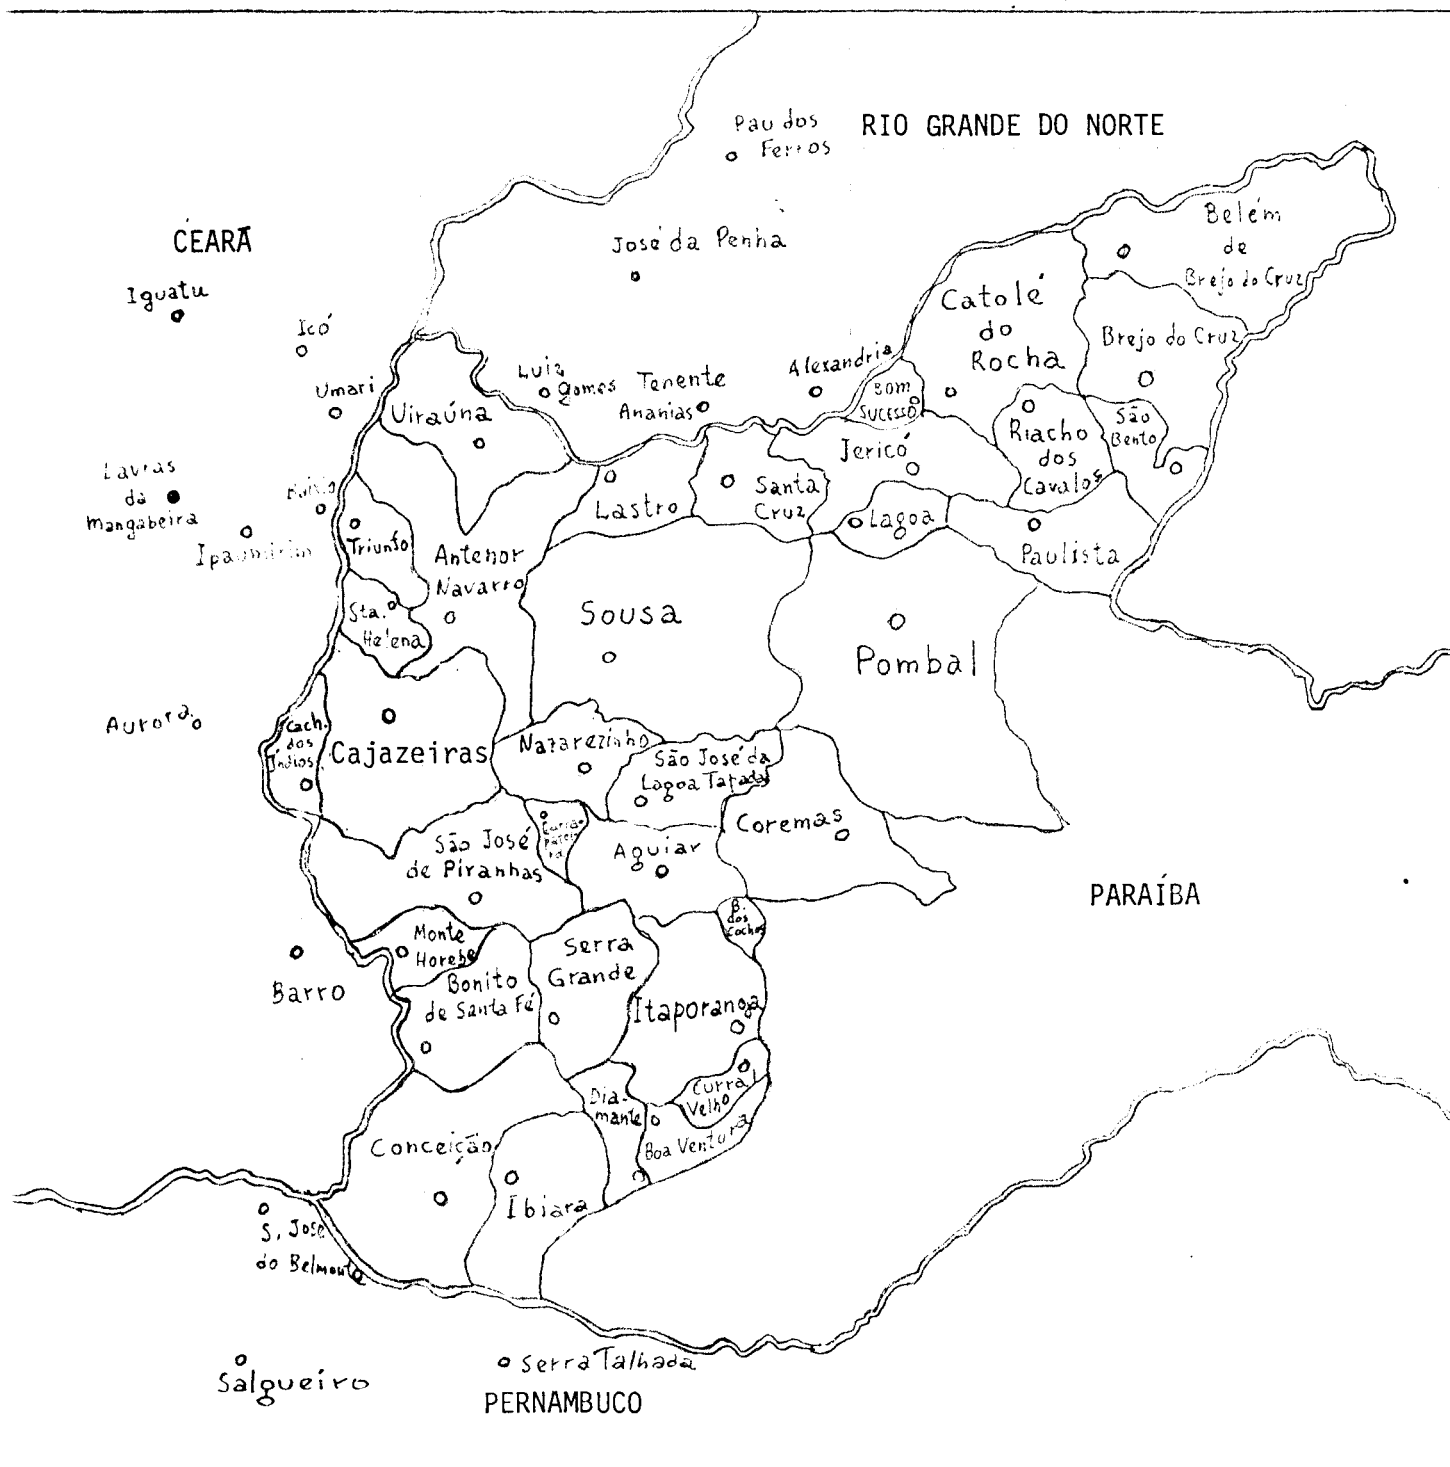 Pau dos
Ferros
RIO GRANDE DO NORTE
CEARÁ
José da Penha
Belém
de
Brejo do Cruz
Iguatu
Icó
Catolé
do
Rocha
Brejo do Cruz
Umari
Luiz
Gomes
Tenente
Ananias
Alexandria
BOM
SUCESSO
Uiraúna
São
Bento
Riacho
dos
Cavalos
Jericó
Lavras
da
Mangabeira
Baixio
Ipaumirim
Triunfo
Antenor
Navarro
Lastro
Santa
Cruz
Lagoa
Paulista
Sta.
Helena
Sousa
Pombal
Aurora
Cach.
dos
Índios
Cajazeiras
Nazarezinho
São José da
Lagoa Tapada
Coremas
São José
de Piranhas
Aguiar
PARAÍBA
B.
dos
Cochos
Monte
Horebe
Serra
Grande
Barro
Bonito
de Santa Fé
Itaporanga
Curral
Velho
Dia-
mante
Boa Ventura
Conceição
Ibiara
S. José
do Belmonte
Salgueiro
Serra Talhada
PERNAMBUCO